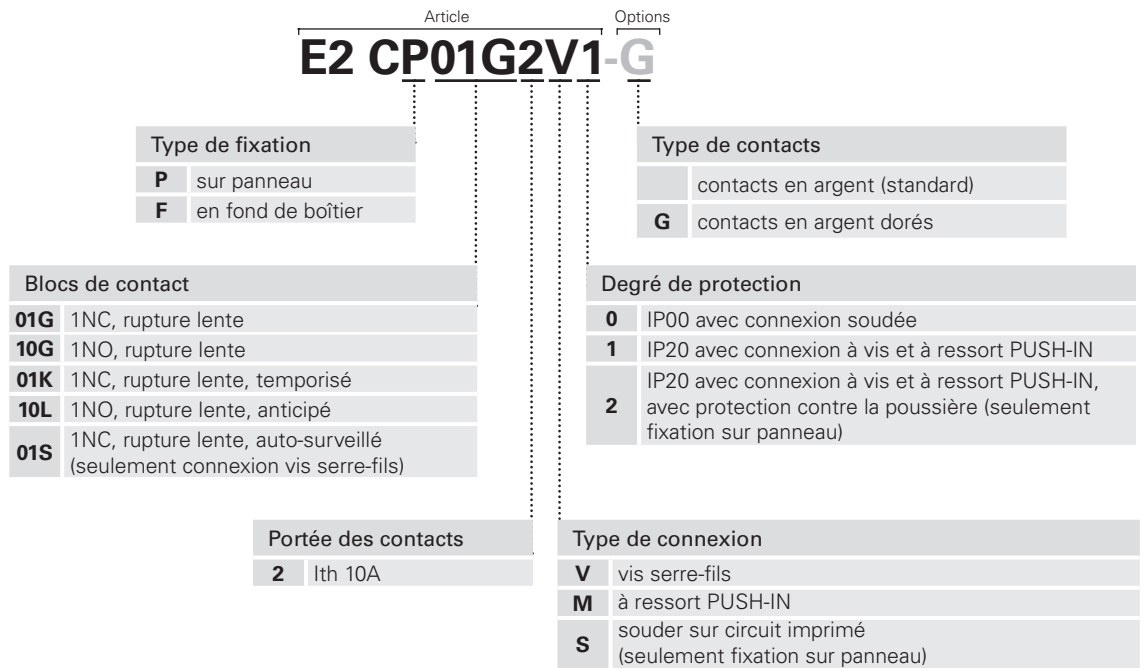 Article
Options
E2 CP01G2V1-G
Type de fixation
P sur panneau
F en fond de boîtier
Type de contacts
contacts en argent (standard)
G contacts en argent dorés
Blocs de contact
01G 1NC, rupture lente
10G 1NO, rupture lente
01K 1NC, rupture lente, temporisé
10L 1NO, rupture lente, anticipé
01S 1NC, rupture lente, auto-surveillé
(seulement connexion vis serre-fils)
Degré de protection
0 IP00 avec connexion soudée
1 IP20 avec connexion à vis et à ressort PUSH-IN
2 IP20 avec connexion à vis et à ressort PUSH-IN,
avec protection contre la poussière (seulement
fixation sur panneau)
Portée des contacts
2 Ith 10A
Type de connexion
V vis serre-fils
M à ressort PUSH-IN
S souder sur circuit imprimé
(seulement fixation sur panneau)